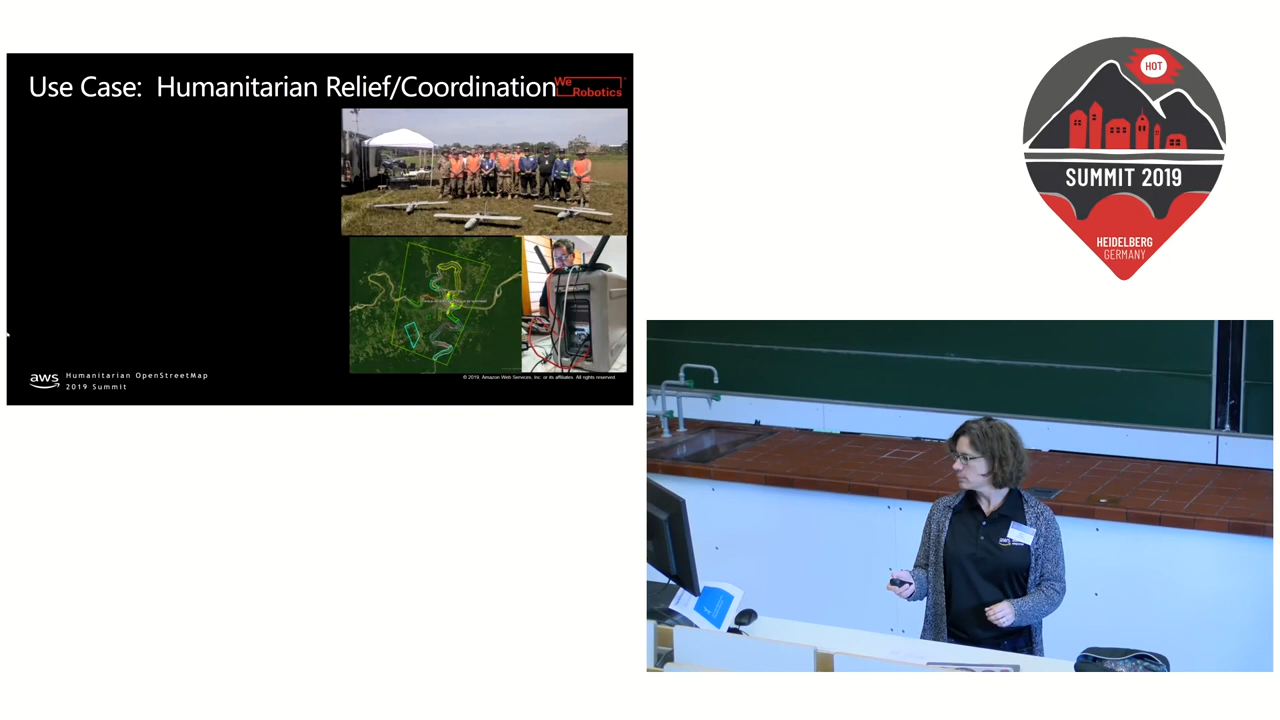 Use Case: Humanitarian Relief/Coordination
We
Robotics
aws
Humanitarian OpenStreetMap
2019 Summit
© 2019, Amazon Web Services, Inc. or its affiliates. All rights reserved.
HOT
SUMMIT 2019
HEIDELBERG
GERMANY